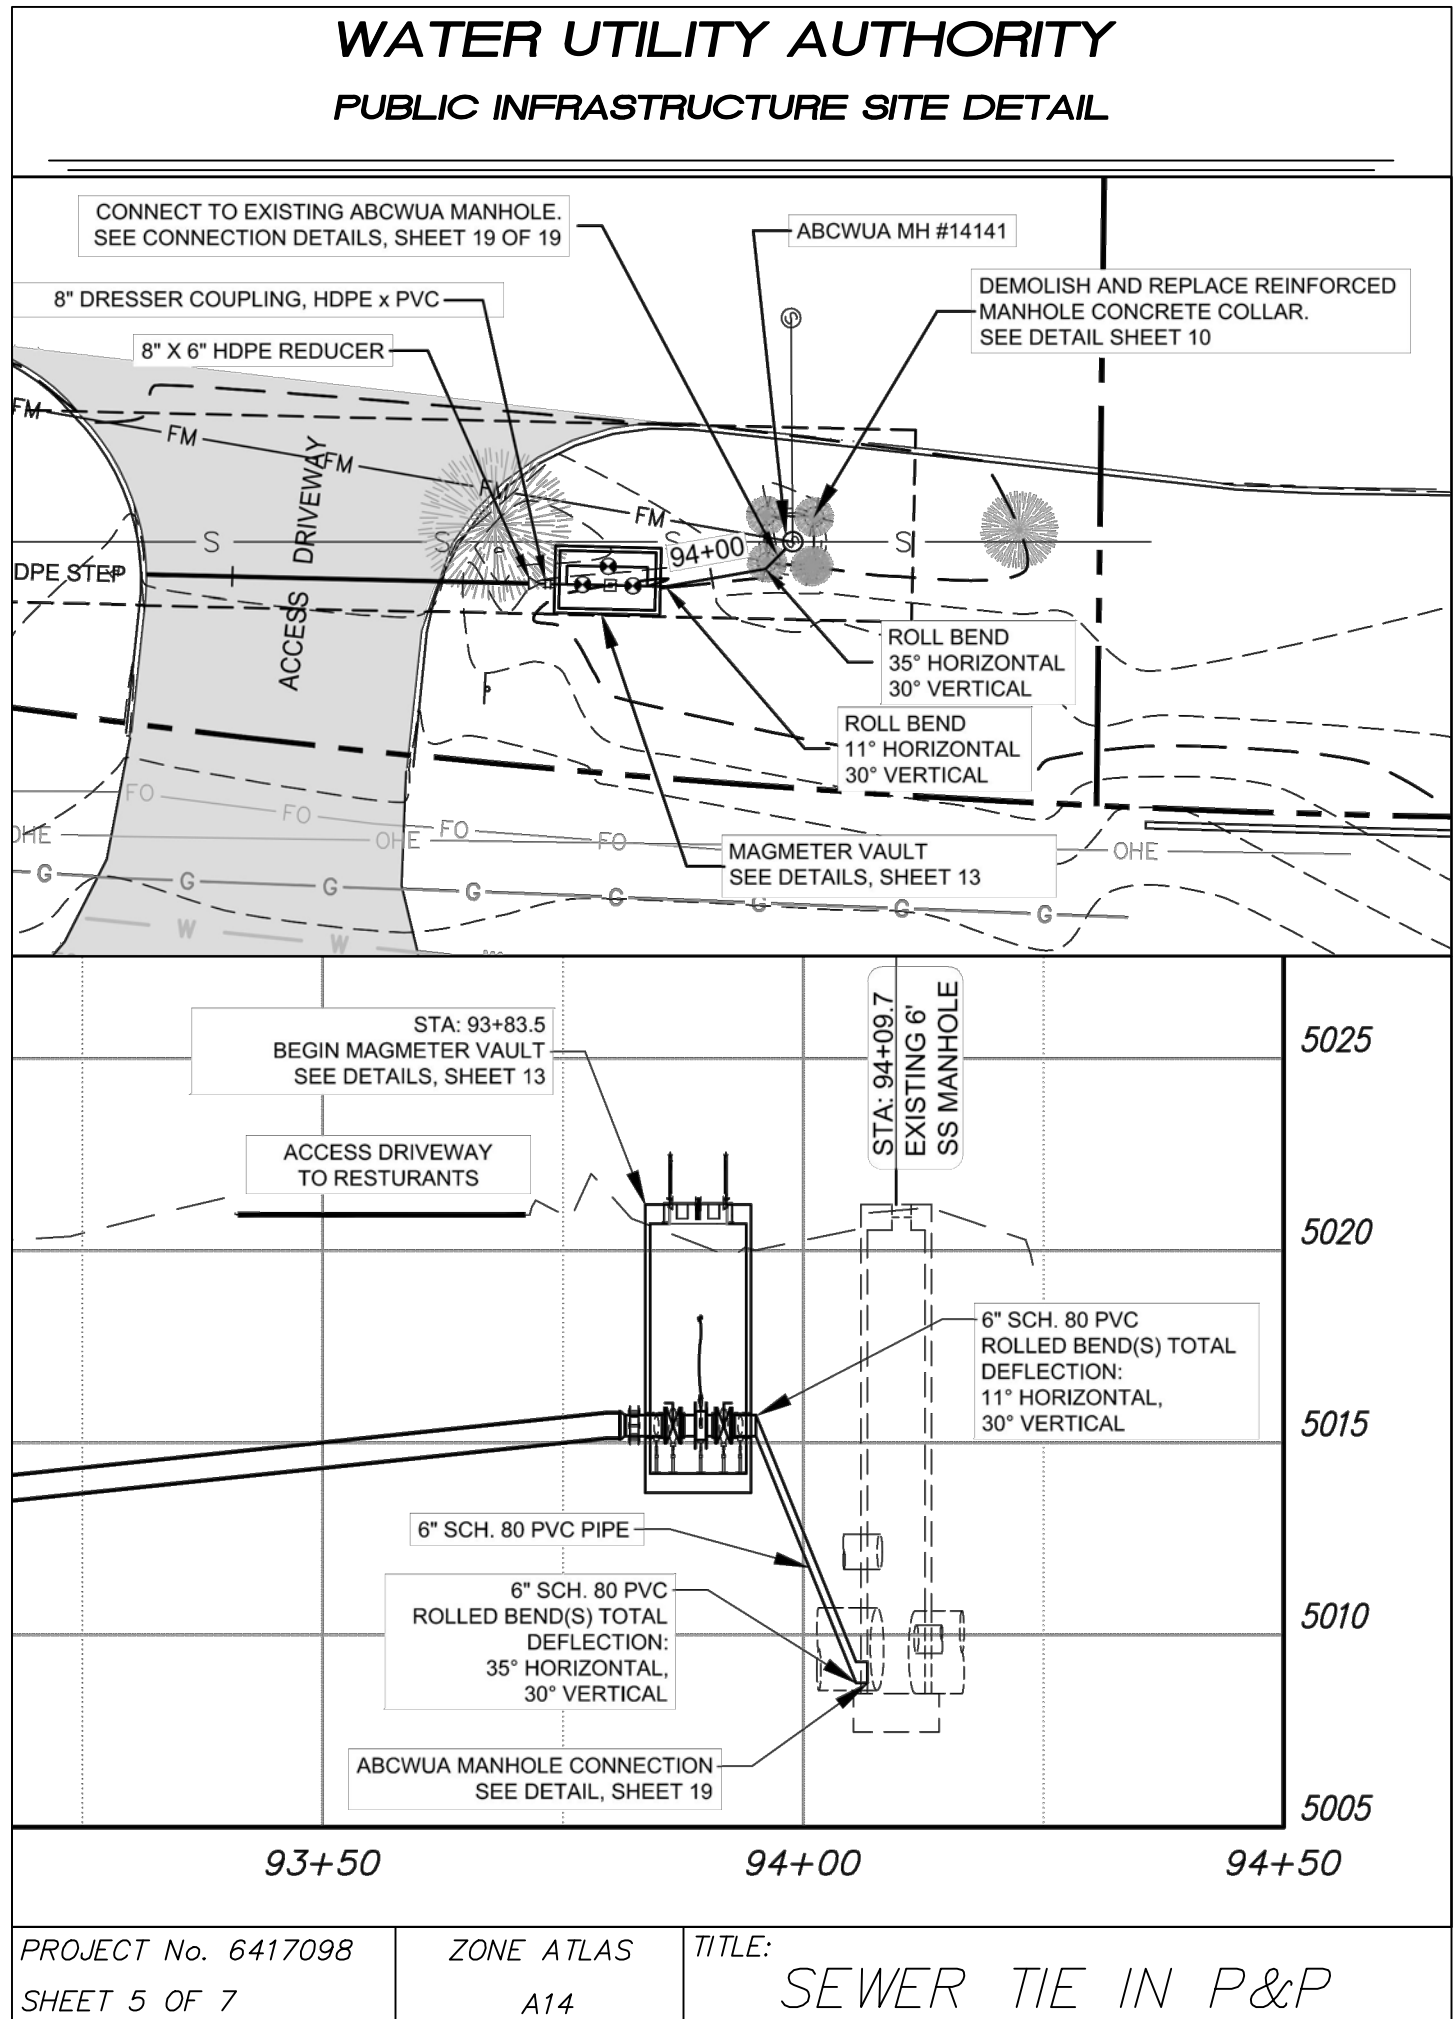 WATER UTILITY AUTHORITY
PUBLIC INFRASTRUCTURE SITE DETAIL
CONNECT TO EXISTING ABCWUA MANHOLE.
SEE CONNECTION DETAILS, SHEET 19 OF 19
ABCWUA MH #14141
8" DRESSER COUPLING, HDPE x PVC
DEMOLISH AND REPLACE REINFORCED
MANHOLE CONCRETE COLLAR.
SEE DETAIL SHEET 10
8" X 6" HDPE REDUCER
S
FM
FM
FM
FM
FM
ACCESS DRIVEWAY
S
S
S
S
94+00
DPE STEP
ROLL BEND
35° HORIZONTAL
30° VERTICAL
ROLL BEND
11° HORIZONTAL
30° VERTICAL
FO
FO
FO
FO
OHE
OHE
OHE
MAGMETER VAULT
SEE DETAILS, SHEET 13
G
G
G
G
G
G
G
G
W
W
STA: 93+83.5
BEGIN MAGMETER VAULT
SEE DETAILS, SHEET 13
STA: 94+09.7
EXISTING 6'
SS MANHOLE
5025
ACCESS DRIVEWAY
TO RESTURANTS
5020
6" SCH. 80 PVC
ROLLED BEND(S) TOTAL
DEFLECTION:
11° HORIZONTAL,
30° VERTICAL
5015
6" SCH. 80 PVC PIPE
6" SCH. 80 PVC
ROLLED BEND(S) TOTAL
DEFLECTION:
35° HORIZONTAL,
30° VERTICAL
5010
ABCWUA MANHOLE CONNECTION
SEE DETAIL, SHEET 19
5005
93+50
94+00
94+50
PROJECT No. 6417098
SHEET 5 OF 7
ZONE ATLAS
A14
TITLE:
SEWER TIE IN P&P